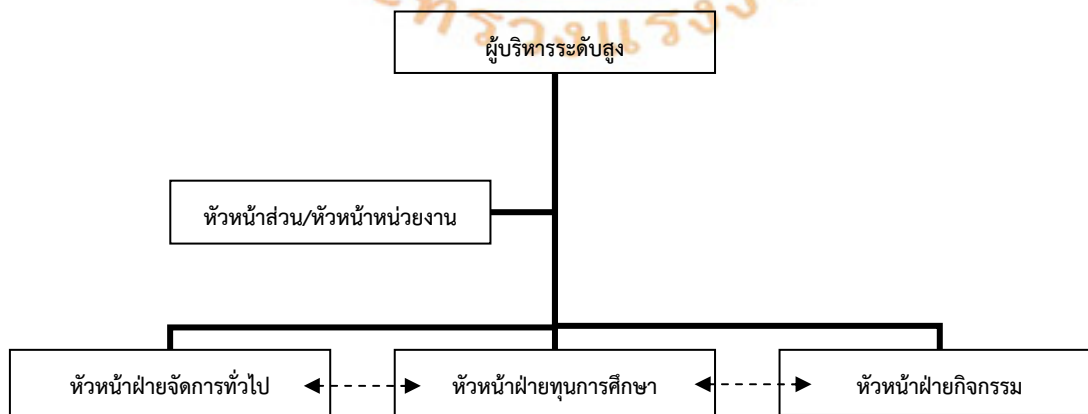 ผู้บริหารระดับสูง
หัวหน้าส่วน/หัวหน้าหน่วยงาน
หัวหน้าฝ่ายจัดการทั่วไป
หัวหน้าฝ่ายทุนการศึกษา
หัวหน้าฝ่ายกิจกรรม